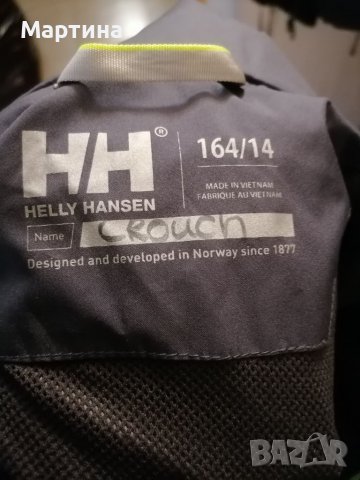 Мартина
HH®
164/14
HELLY HANSEN
MADE IN VIETNAM
FABRIQUE AU VIETNAM
Name CROUCH
Designed and developed in Norway since 1877
BAZAR